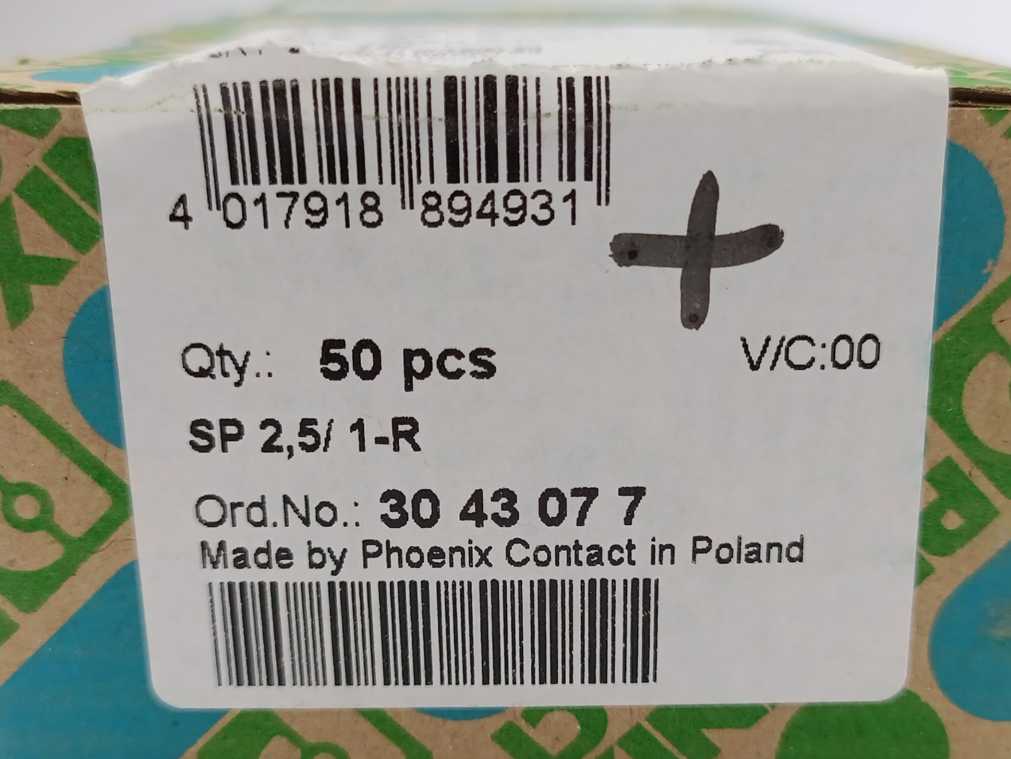 4 017918 894931
Qty.: 50 pcs
V/C:00
SP 2,5/ 1-R
Ord.No.: 30 43 07 7
Made by Phoenix Contact in Poland